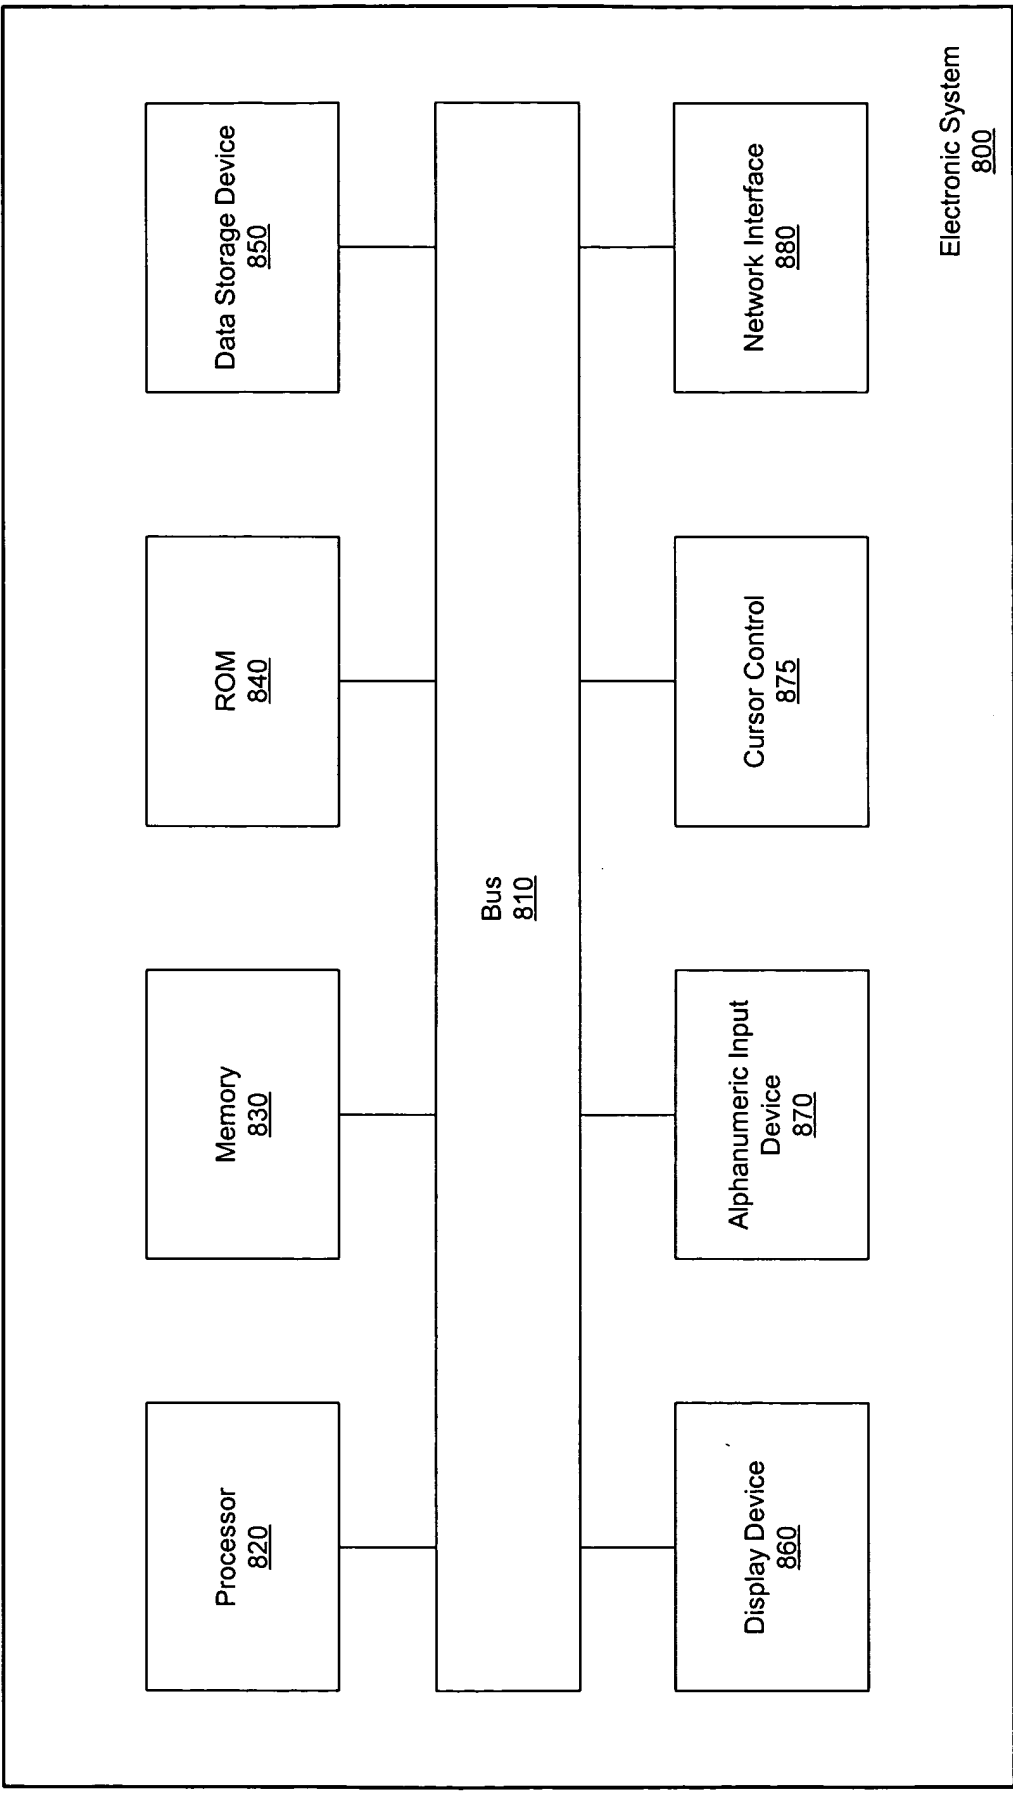 Processor
820
Memory
830
ROM
840
Data Storage Device
850
Bus
810
Display Device
860
Alphanumeric Input
Device
870
Cursor Control
875
Network Interface
880
Electronic System
800